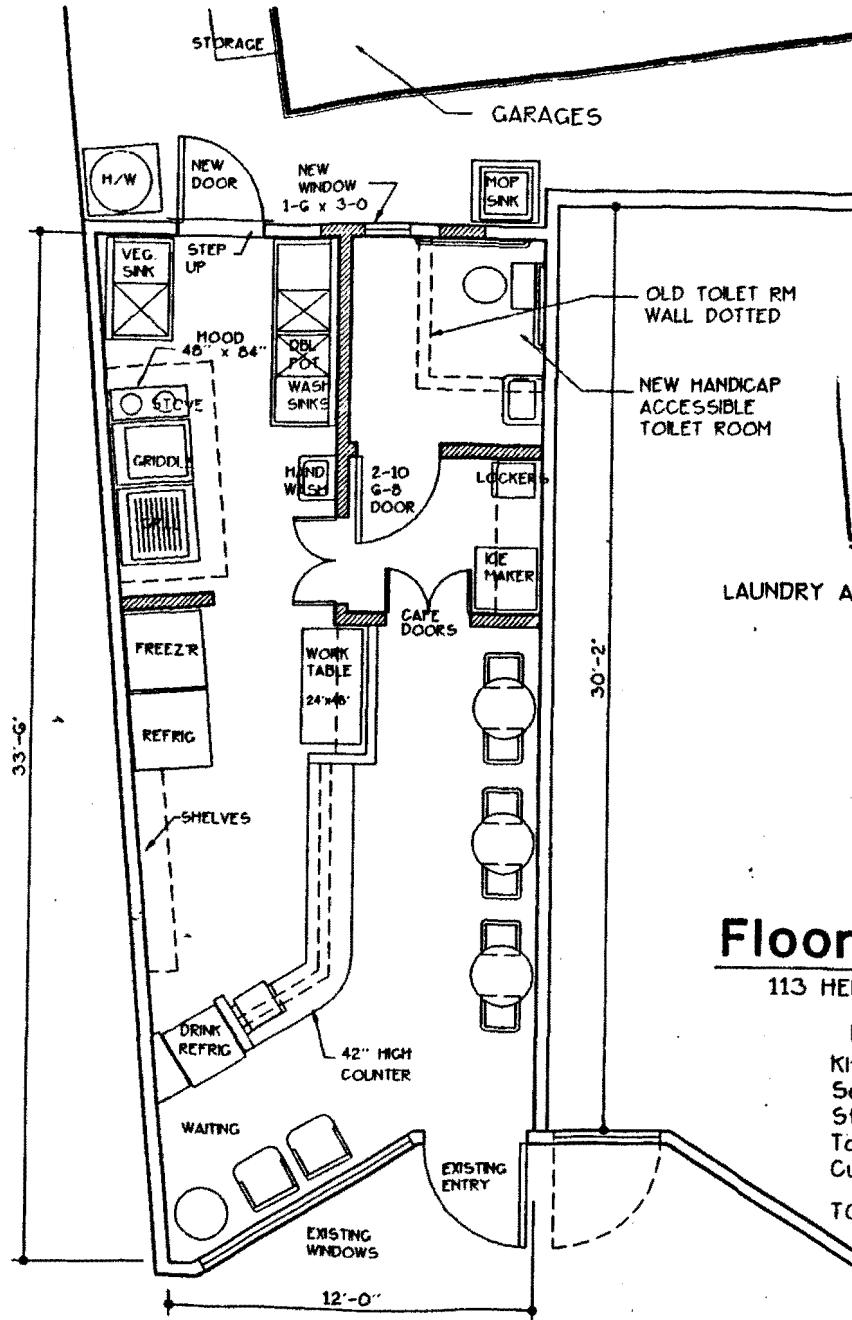 STORAGE
GARAGES
H/W
NEW
DOOR
NEW
WINDOW
1-6 x 3-0
MOP
SINK
VEG.
SINK
STEP
UP
OLD TOILET RM
WALL DOTTED
HOOD
48" x 84"
DBL
POT
WASH
SINKS
NEW HANDICAP
ACCESSIBLE
TOILET ROOM
STOVE
GRIDDLE
HAND
WASH
2-10
6-8
DOOR
LOCKERS
GRILL
ICE
MAKER
LAUNDRY A
CAFE
DOORS
FREEZ'R
WORK
TABLE
24"x48"
REFRIG
30'-2"
33'-6"
SHELVES
Floor
113 HE
DRINK
REFRIG
42" HIGH
COUNTER
WAITING
EXISTING
ENTRY
EXISTING
WINDOWS
12'-0"